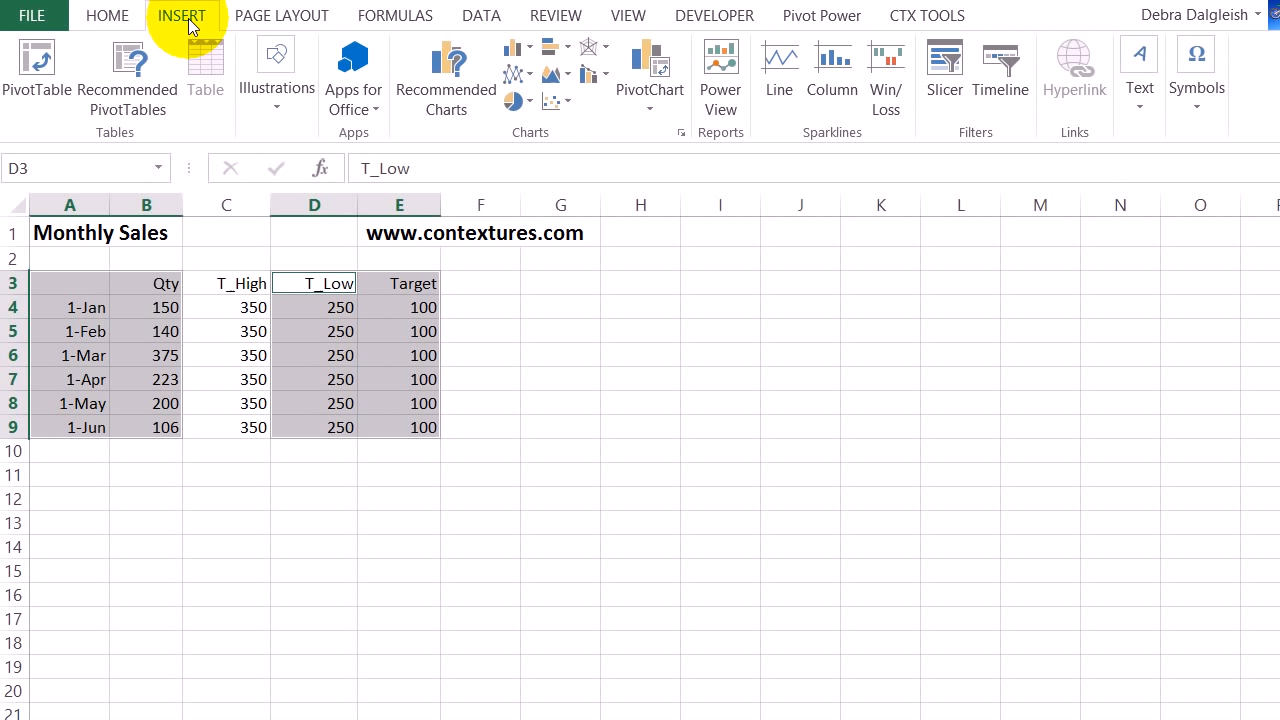 FILE HOME INSERT PAGE LAYOUT FORMULAS DATA REVIEW VIEW DEVELOPER Pivot Power CTX TOOLS Debra Dalgleish
PivotTable Recommended PivotTables Table Illustrations Apps for Office Recommended Charts PivotChart Power View Line Column Win/Loss Slicer Timeline Hyperlink Text Symbols
Tables Apps Charts Reports Sparklines Filters Links
D3 fx T_Low
A B C D E F G H I J K L M N O P
1 Monthly Sales www.contextures.com
2
3 Qty T_High T_Low Target
4 1-Jan 150 350 250 100
5 1-Feb 140 350 250 100
6 1-Mar 375 350 250 100
7 1-Apr 223 350 250 100
8 1-May 200 350 250 100
9 1-Jun 106 350 250 100
10
11
12
13
14
15
16
17
18
19
20
21